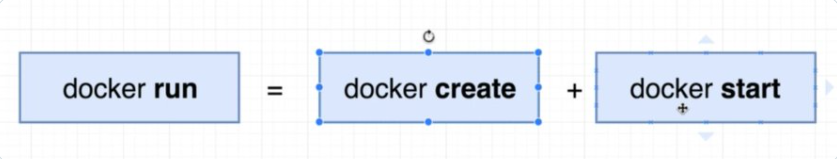 docker run = docker create + docker start